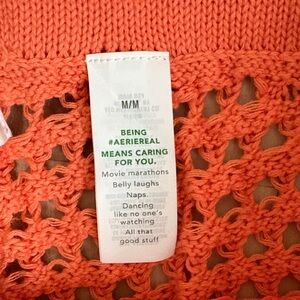 M/M
BEING
#AERIEREAL
MEANS CARING
FOR YOU.
Movie marathons
Belly laughs
Naps.
Dancing
like no one's
watching
All that
good stuff